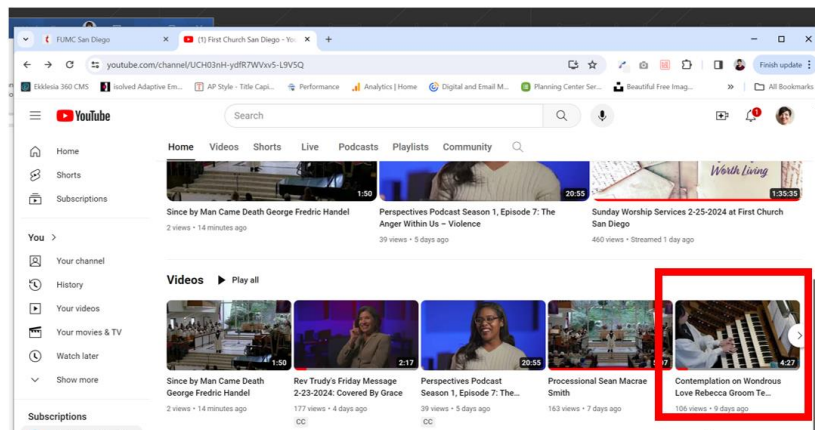 FUMC San Diego
(1) First Church San Diego - You
youtube.com/channel/UCH03nH-ydfR7WVxv5-L9V5Q
Finish update
Ekklesia 360 CMS
isolved Adaptive Em...
AP Style - Title Capi...
Performance
Analytics | Home
Digital and Email M...
Planning Center Ser...
Beautiful Free Imag...
All Bookmarks
YouTube
Search
Home Videos Shorts Live Podcasts Playlists Community
Home
Shorts
Subscriptions
You
Your channel
History
Your videos
Your movies & TV
Watch later
Show more
Subscriptions
1:50
Since by Man Came Death George Fredric Handel
2 views • 14 minutes ago
20:55
Perspectives Podcast Season 1, Episode 7: The
Anger Within Us – Violence
39 views • 5 days ago
Worth Living
1:35:35
Sunday Worship Services 2-25-2024 at First Church
San Diego
460 views • Streamed 1 day ago
Videos Play all
1:50
Since by Man Came Death
George Fredric Handel
2 views • 14 minutes ago
2:17
Rev Trudy's Friday Message
2-23-2024: Covered By Grace
177 views • 4 days ago
CC
20:55
Perspectives Podcast
Season 1, Episode 7: The...
39 views • 5 days ago
CC
Processional Sean Macrae
Smith
163 views • 7 days ago
4:27
Contemplation on Wondrous
Love Rebecca Groom Te...
106 views • 9 days ago